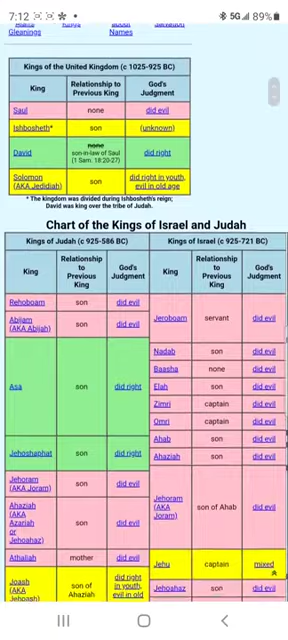 7:12
5G 89%
Gleanings
Names
Kings of the United Kingdom (c 1025-925 BC)
King Relationship to Previous King God's Judgment
Saul none did evil
Ishbosheth* son (unknown)
David none son-in-law of Saul (1 Sam. 18:20-27) did right
Solomon (AKA Jedidiah) son did right in youth, evil in old age
* The kingdom was divided during Ishbosheth's reign;
David was king over the tribe of Judah.
Chart of the Kings of Israel and Judah
Kings of Judah (c 925-586 BC) Kings of Israel (c 925-721 BC)
King Relationship to Previous King God's Judgment King Relationship to Previous King God's Judgment
Rehoboam son did evil
Abijam (AKA Abijah) son did evil
Jeroboam servant did evil
Asa son did right
Nadab son did evil
Baasha none did evil
Elah son did evil
Zimri captain did evil
Omri captain did evil
Ahab son did evil
Jehoshaphat son did right
Ahaziah son did evil
Jehoram (AKA Joram) son did evil
Jehoram (AKA Joram) son of Ahab did evil
Ahaziah (AKA Azariah or Jehoahaz) son did evil
Athaliah mother did evil
Jehu captain mixed
Joash (AKA Jehoash) son of Ahaziah did right in youth, evil in old
Jehoahaz son did evil